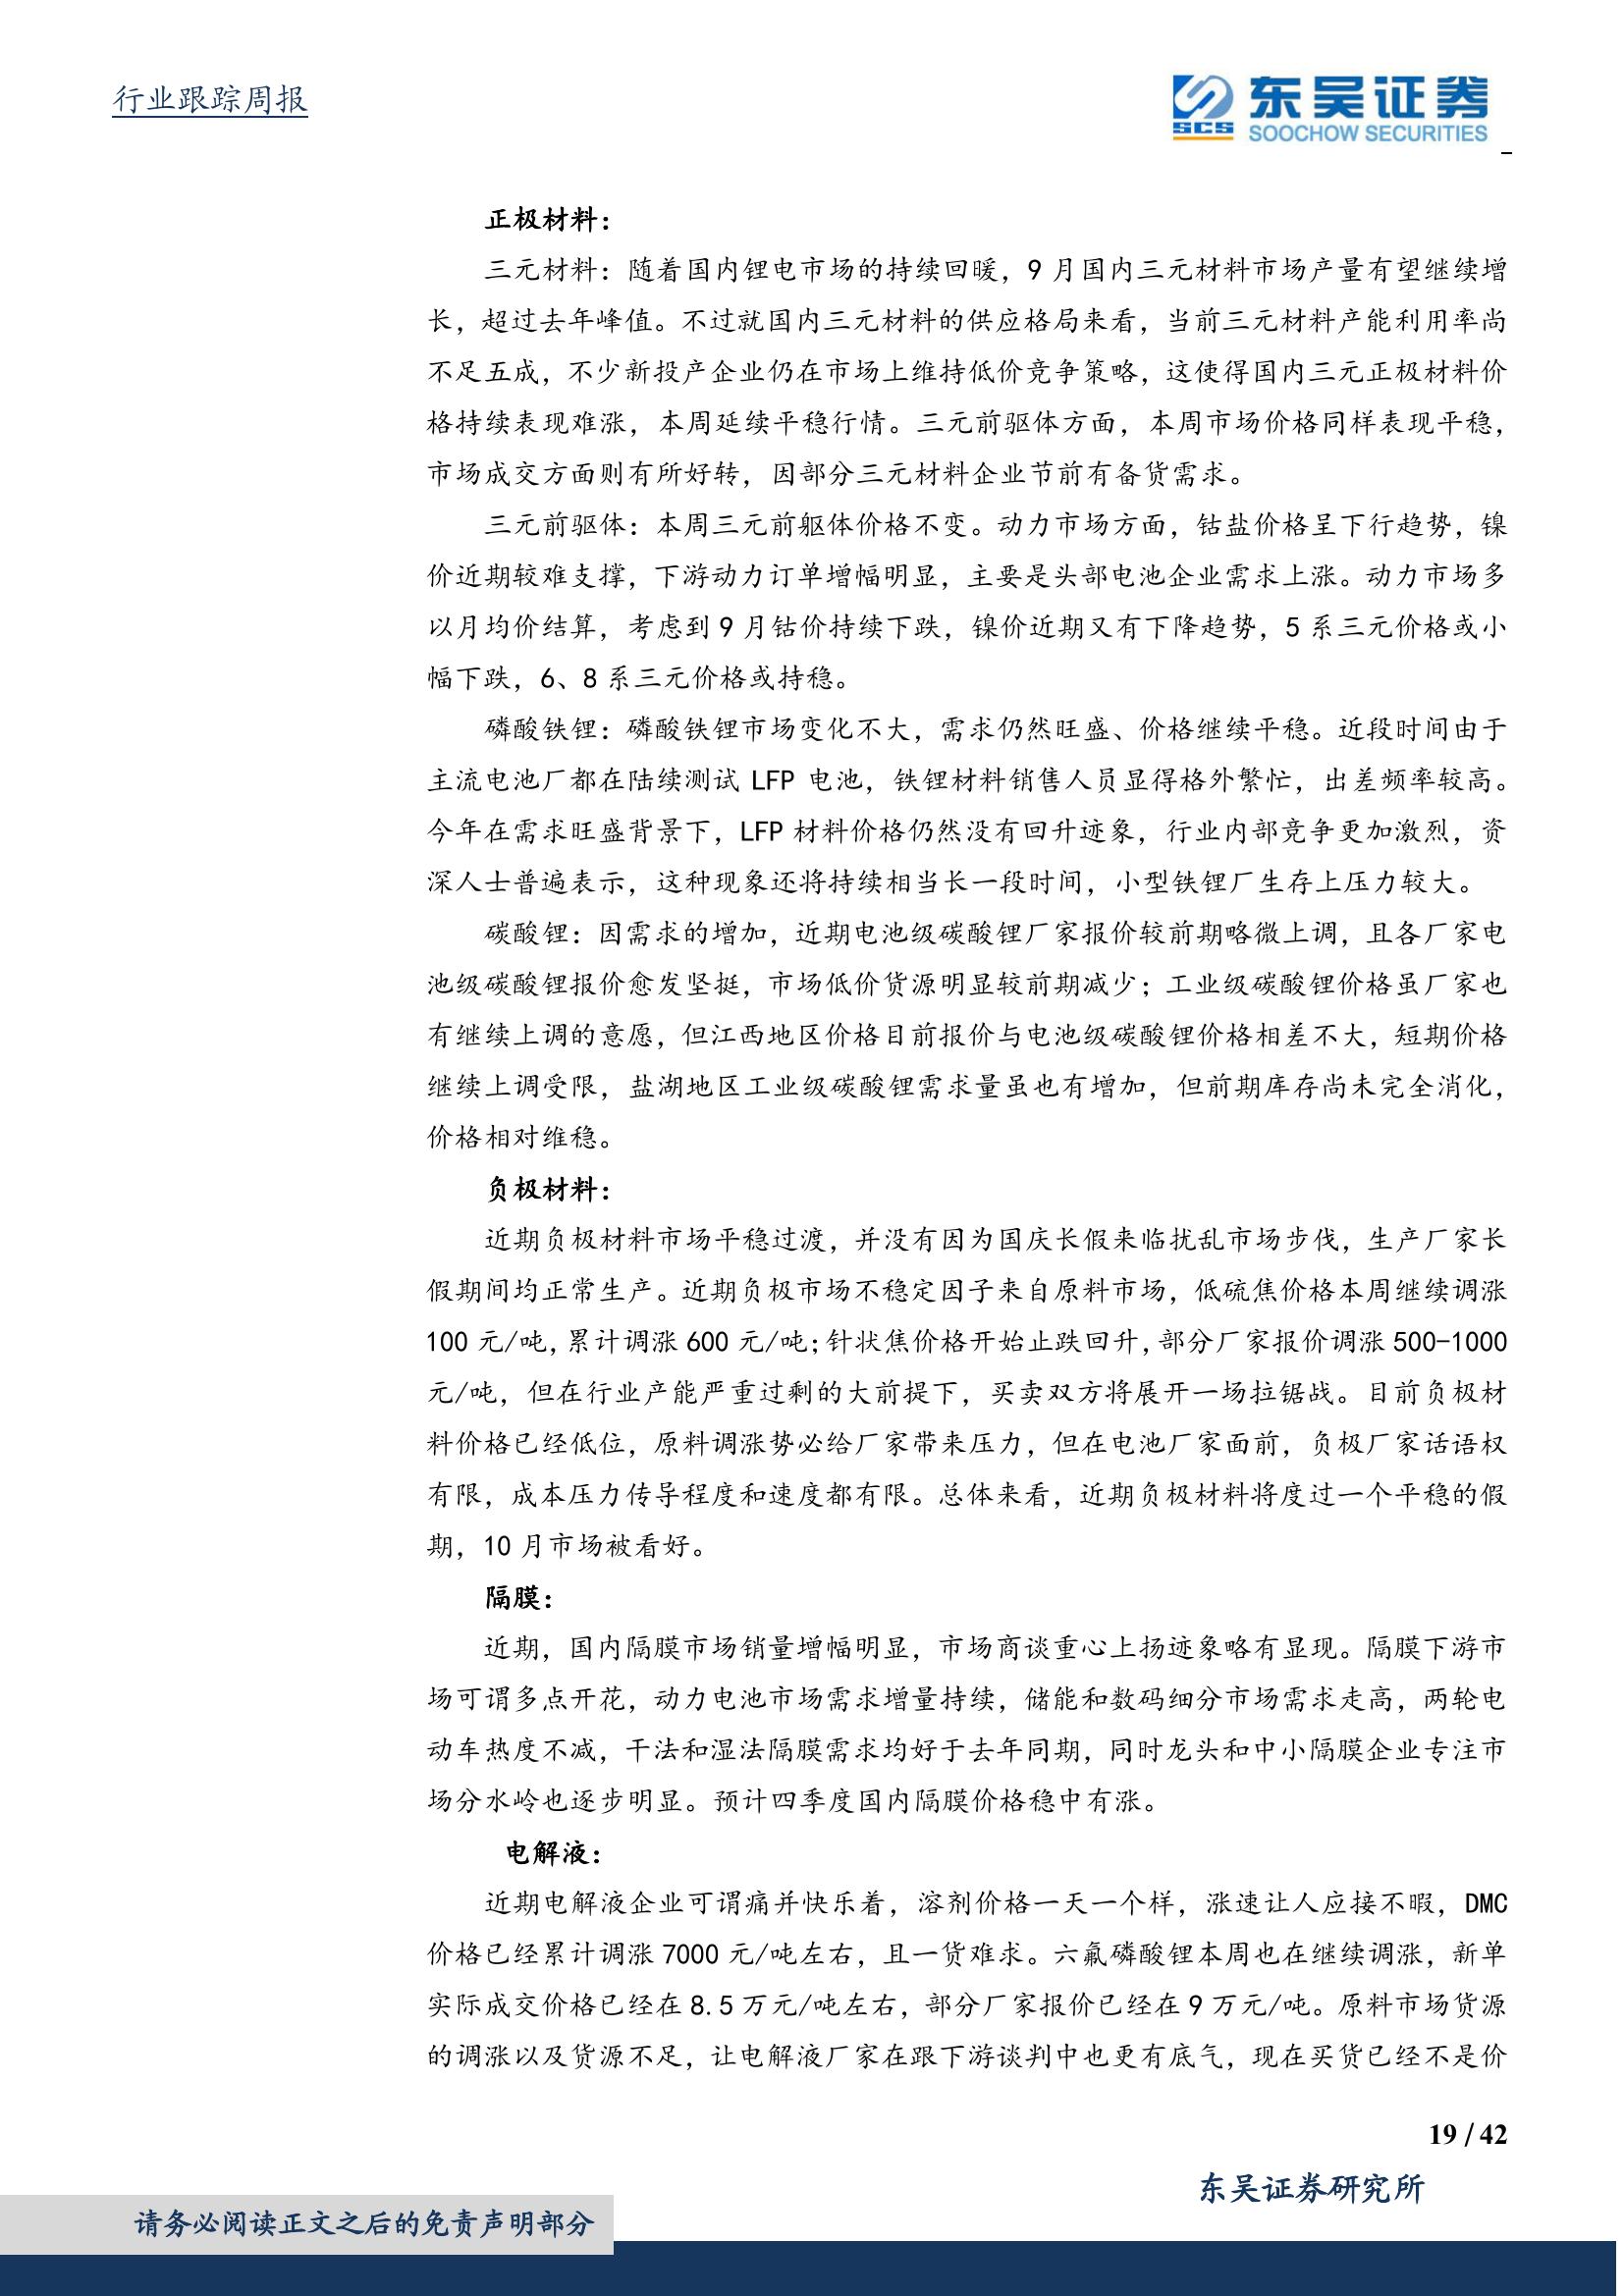 行业跟踪周报
东吴证券
SCS
SOOCHOW SECURITIES
正极材料：
三元材料：随着国内锂电市场的持续回暖，9 月国内三元材料市场产量有望继续增
长，超过去年峰值。不过就国内三元材料的供应格局来看，当前三元材料产能利用率尚
不足五成，不少新投产企业仍在市场上维持低价竞争策略，这使得国内三元正极材料价
格持续表现难涨，本周延续平稳行情。三元前驱体方面，本周市场价格同样表现平稳，
市场成交方面则有所好转，因部分三元材料企业节前有备货需求。
三元前驱体：本周三元前躯体价格不变。动力市场方面，钴盐价格呈下行趋势，镍
价近期较难支撑，下游动力订单增幅明显，主要是头部电池企业需求上涨。动力市场多
以月均价结算，考虑到 9 月钴价持续下跌，镍价近期又有下降趋势，5 系三元价格或小
幅下跌，6、8 系三元价格或持稳。
磷酸铁锂：磷酸铁锂市场变化不大，需求仍然旺盛、价格继续平稳。近段时间由于
主流电池厂都在陆续测试 LFP 电池，铁锂材料销售人员显得格外繁忙，出差频率较高。
今年在需求旺盛背景下，LFP 材料价格仍然没有回升迹象，行业内部竞争更加激烈，资
深人士普遍表示，这种现象还将持续相当长一段时间，小型铁锂厂生存上压力较大。
碳酸锂：因需求的增加，近期电池级碳酸锂厂家报价较前期略微上调，且各厂家电
池级碳酸锂报价愈发坚挺，市场低价货源明显较前期减少；工业级碳酸锂价格虽厂家也
有继续上调的意愿，但江西地区价格目前报价与电池级碳酸锂价格相差不大，短期价格
继续上调受限，盐湖地区工业级碳酸锂需求量虽也有增加，但前期库存尚未完全消化，
价格相对维稳。
负极材料：
近期负极材料市场平稳过渡，并没有因为国庆长假来临扰乱市场步伐，生产厂家长
假期间均正常生产。近期负极市场不稳定因子来自原料市场，低硫焦价格本周继续调涨
100 元/吨，累计调涨 600 元/吨；针状焦价格开始止跌回升，部分厂家报价调涨 500-1000
元/吨，但在行业产能严重过剩的大前提下，买卖双方将展开一场拉锯战。目前负极材
料价格已经低位，原料调涨势必给厂家带来压力，但在电池厂家面前，负极厂家话语权
有限，成本压力传导程度和速度都有限。总体来看，近期负极材料将度过一个平稳的假
期，10 月市场被看好。
隔膜：
近期，国内隔膜市场销量增幅明显，市场商谈重心上扬迹象略有显现。隔膜下游市
场可谓多点开花，动力电池市场需求增量持续，储能和数码细分市场需求走高，两轮电
动车热度不减，干法和湿法隔膜需求均好于去年同期，同时龙头和中小隔膜企业专注市
场分水岭也逐步明显。预计四季度国内隔膜价格稳中有涨。
电解液：
近期电解液企业可谓痛并快乐着，溶剂价格一天一个样，涨速让人应接不暇，DMC
价格已经累计调涨 7000 元/吨左右，且一货难求。六氟磷酸锂本周也在继续调涨，新单
实际成交价格已经在 8.5 万元/吨左右，部分厂家报价已经在 9 万元/吨。原料市场货源
的调涨以及货源不足，让电解液厂家在跟下游谈判中也更有底气，现在买货已经不是价
19 / 42
东吴证券研究所
请务必阅读正文之后的免责声明部分